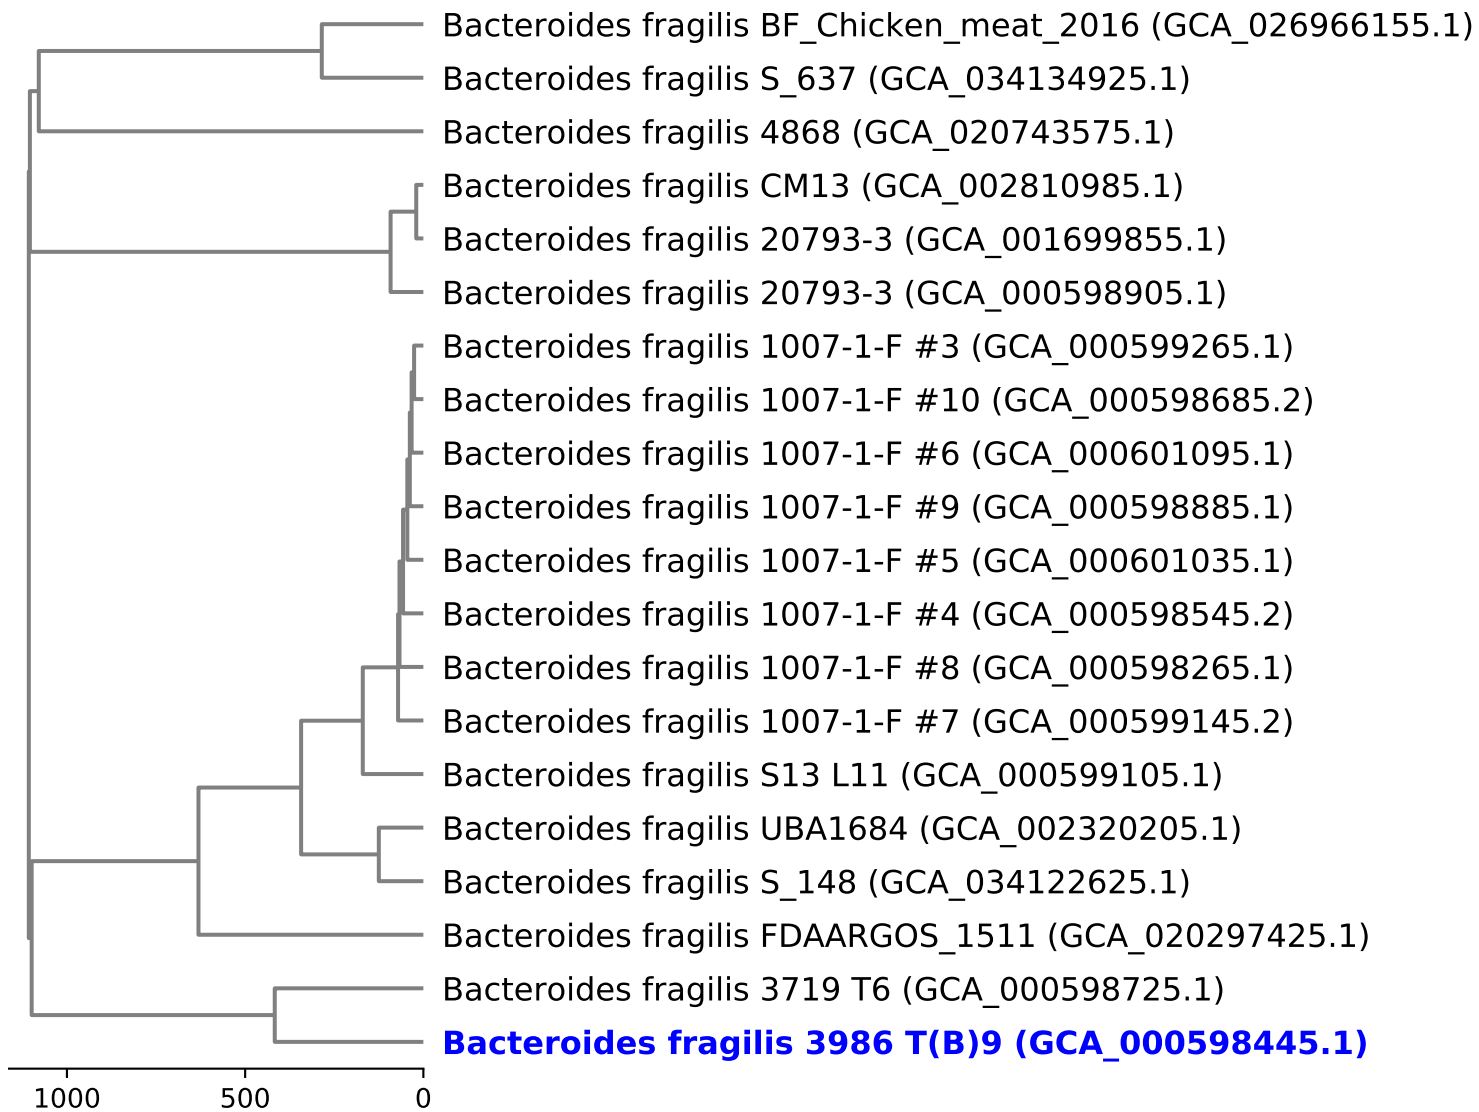 Bacteroides fragilis BF_Chicken_meat_2016 (GCA_026966155.1)
Bacteroides fragilis S_637 (GCA_034134925.1)
Bacteroides fragilis 4868 (GCA_020743575.1)
Bacteroides fragilis CM13 (GCA_002810985.1)
Bacteroides fragilis 20793-3 (GCA_001699855.1)
Bacteroides fragilis 20793-3 (GCA_000598905.1)
Bacteroides fragilis 1007-1-F #3 (GCA_000599265.1)
Bacteroides fragilis 1007-1-F #10 (GCA_000598685.2)
Bacteroides fragilis 1007-1-F #6 (GCA_000601095.1)
Bacteroides fragilis 1007-1-F #9 (GCA_000598885.1)
Bacteroides fragilis 1007-1-F #5 (GCA_000601035.1)
Bacteroides fragilis 1007-1-F #4 (GCA_000598545.2)
Bacteroides fragilis 1007-1-F #8 (GCA_000598265.1)
Bacteroides fragilis 1007-1-F #7 (GCA_000599145.2)
Bacteroides fragilis S13 L11 (GCA_000599105.1)
Bacteroides fragilis UBA1684 (GCA_002320205.1)
Bacteroides fragilis S_148 (GCA_034122625.1)
Bacteroides fragilis FDAARGOS_1511 (GCA_020297425.1)
Bacteroides fragilis 3719 T6 (GCA_000598725.1)
Bacteroides fragilis 3986 T(B)9 (GCA_000598445.1)
1000 500 0